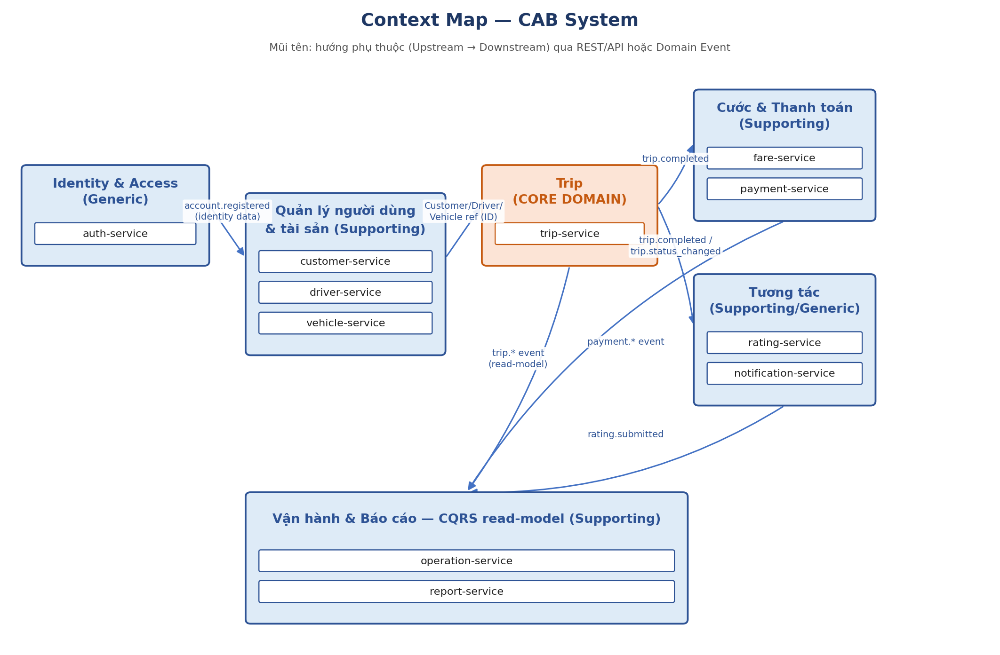 Context Map — CAB System
Mũi tên: hướng phụ thuộc (Upstream → Downstream) qua REST/API hoặc Domain Event
Identity & Access
(Generic)
auth-service
account.registered
(identity data)
Quản lý người dùng
& tài sản (Supporting)
customer-service
driver-service
vehicle-service
Customer/Driver/
Vehicle ref (ID)
Trip
(CORE DOMAIN)
trip-service
trip.completed
Cước & Thanh toán
(Supporting)
fare-service
payment-service
trip.completed /
trip.status_changed
Tương tác
(Supporting/Generic)
rating-service
notification-service
trip.* event
(read-model)
payment.* event
rating.submitted
Vận hành & Báo cáo — CQRS read-model (Supporting)
operation-service
report-service